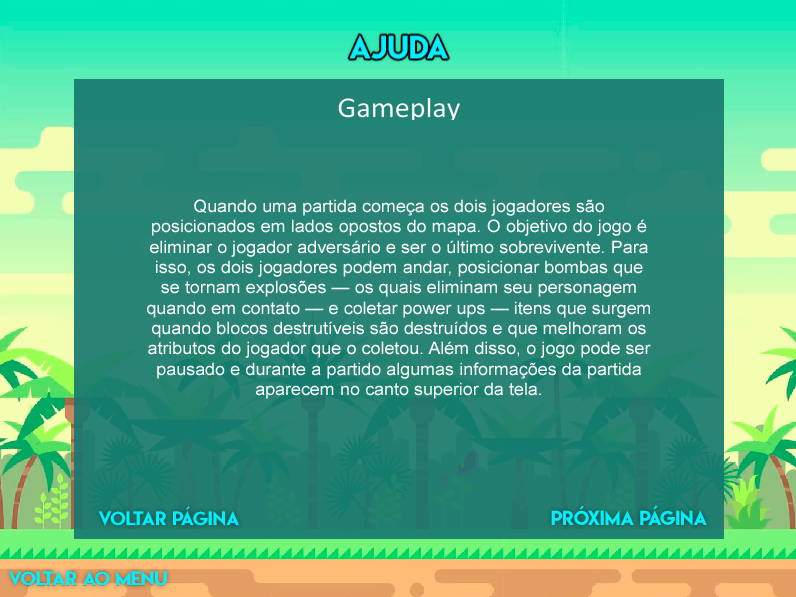 AJUDA
Gameplay
Quando uma partida começa os dois jogadores são
posicionados em lados opostos do mapa. O objetivo do jogo é
eliminar o jogador adversário e ser o último sobrevivente. Para
isso, os dois jogadores podem andar, posicionar bombas que
se tornam explosões — os quais eliminam seu personagem
quando em contato — e coletar power ups — itens que surgem
quando blocos destrutíveis são destruídos e que melhoram os
atributos do jogador que o coletou. Além disso, o jogo pode ser
pausado e durante a partido algumas informações da partida
aparecem no canto superior da tela.
VOLTAR PÁGINA
PRÓXIMA PÁGINA
VOLTAR AO MENU